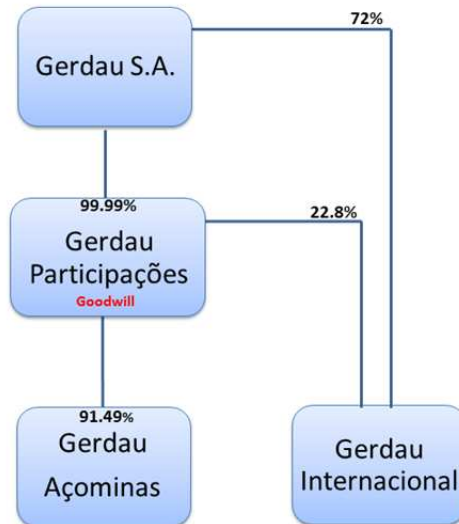 72%
Gerdau S.A.
99.99%
22.8%
Gerdau
Participações
Goodwill
91.49%
Gerdau
Açominas
Gerdau
Internacional